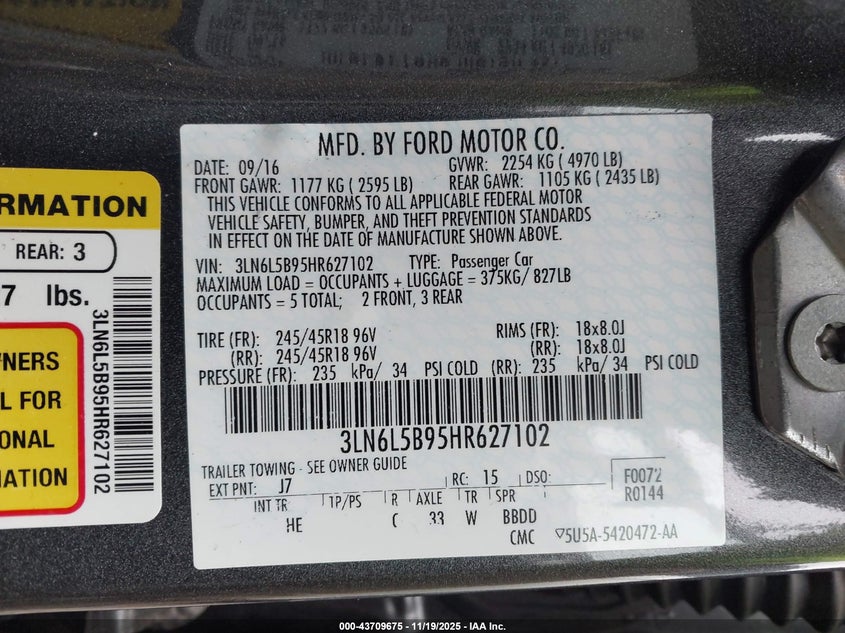 MFD. BY FORD MOTOR CO.
DATE: 09/16 GVWR: 2254 KG ( 4970 LB)
FRONT GAWR: 1177 KG ( 2595 LB) REAR GAWR: 1105 KG ( 2435 LB)
THIS VEHICLE CONFORMS TO ALL APPLICABLE FEDERAL MOTOR
VEHICLE SAFETY, BUMPER, AND THEFT PREVENTION STANDARDS
IN EFFECT ON THE DATE OF MANUFACTURE SHOWN ABOVE.
VIN: 3LN6L5B95HR627102 TYPE: Passenger Car
MAXIMUM LOAD = OCCUPANTS + LUGGAGE = 375KG/ 827LB
OCCUPANTS = 5 TOTAL; 2 FRONT, 3 REAR
TIRE (FR): 245/45R18 96V RIMS (FR): 18x8.0J
(RR): 245/45R18 96V (RR): 18x8.0J
PRESSURE (FR): 235 kPa/ 34 PSI COLD (RR): 235 kPa/ 34 PSI COLD
3LN6L5B95HR627102
TRAILER TOWING - SEE OWNER GUIDE
EXT PNT: J7 RC: 15 DSO: F0072
R0144
INT TR 1P/PS R AXLE TR SPR
HE C 33 W BBDD
CMC ▽5U5A-5420472-AA
RMATION
REAR: 3
7 lbs.
WNERS
L FOR
ONAL
MATION
3LN6L5B95HR627102
000-43709675 - 11/19/2025 - IAA Inc.